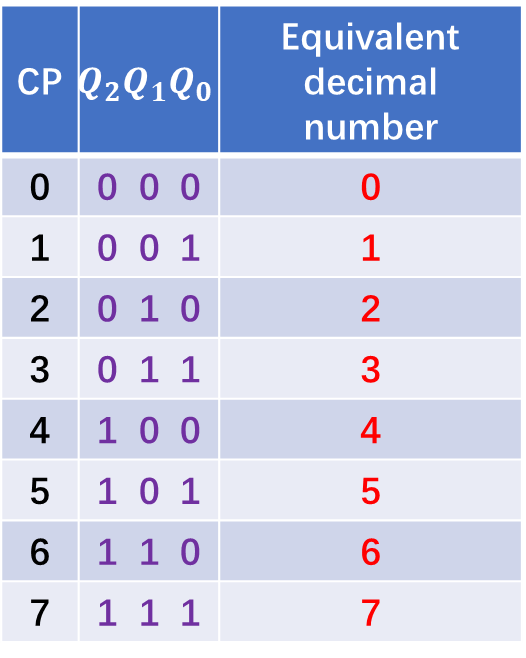 CP Q₂Q₁Q₀ Equivalent
decimal
number
0 0 0 0 0
1 0 0 1 1
2 0 1 0 2
3 0 1 1 3
4 1 0 0 4
5 1 0 1 5
6 1 1 0 6
7 1 1 1 7